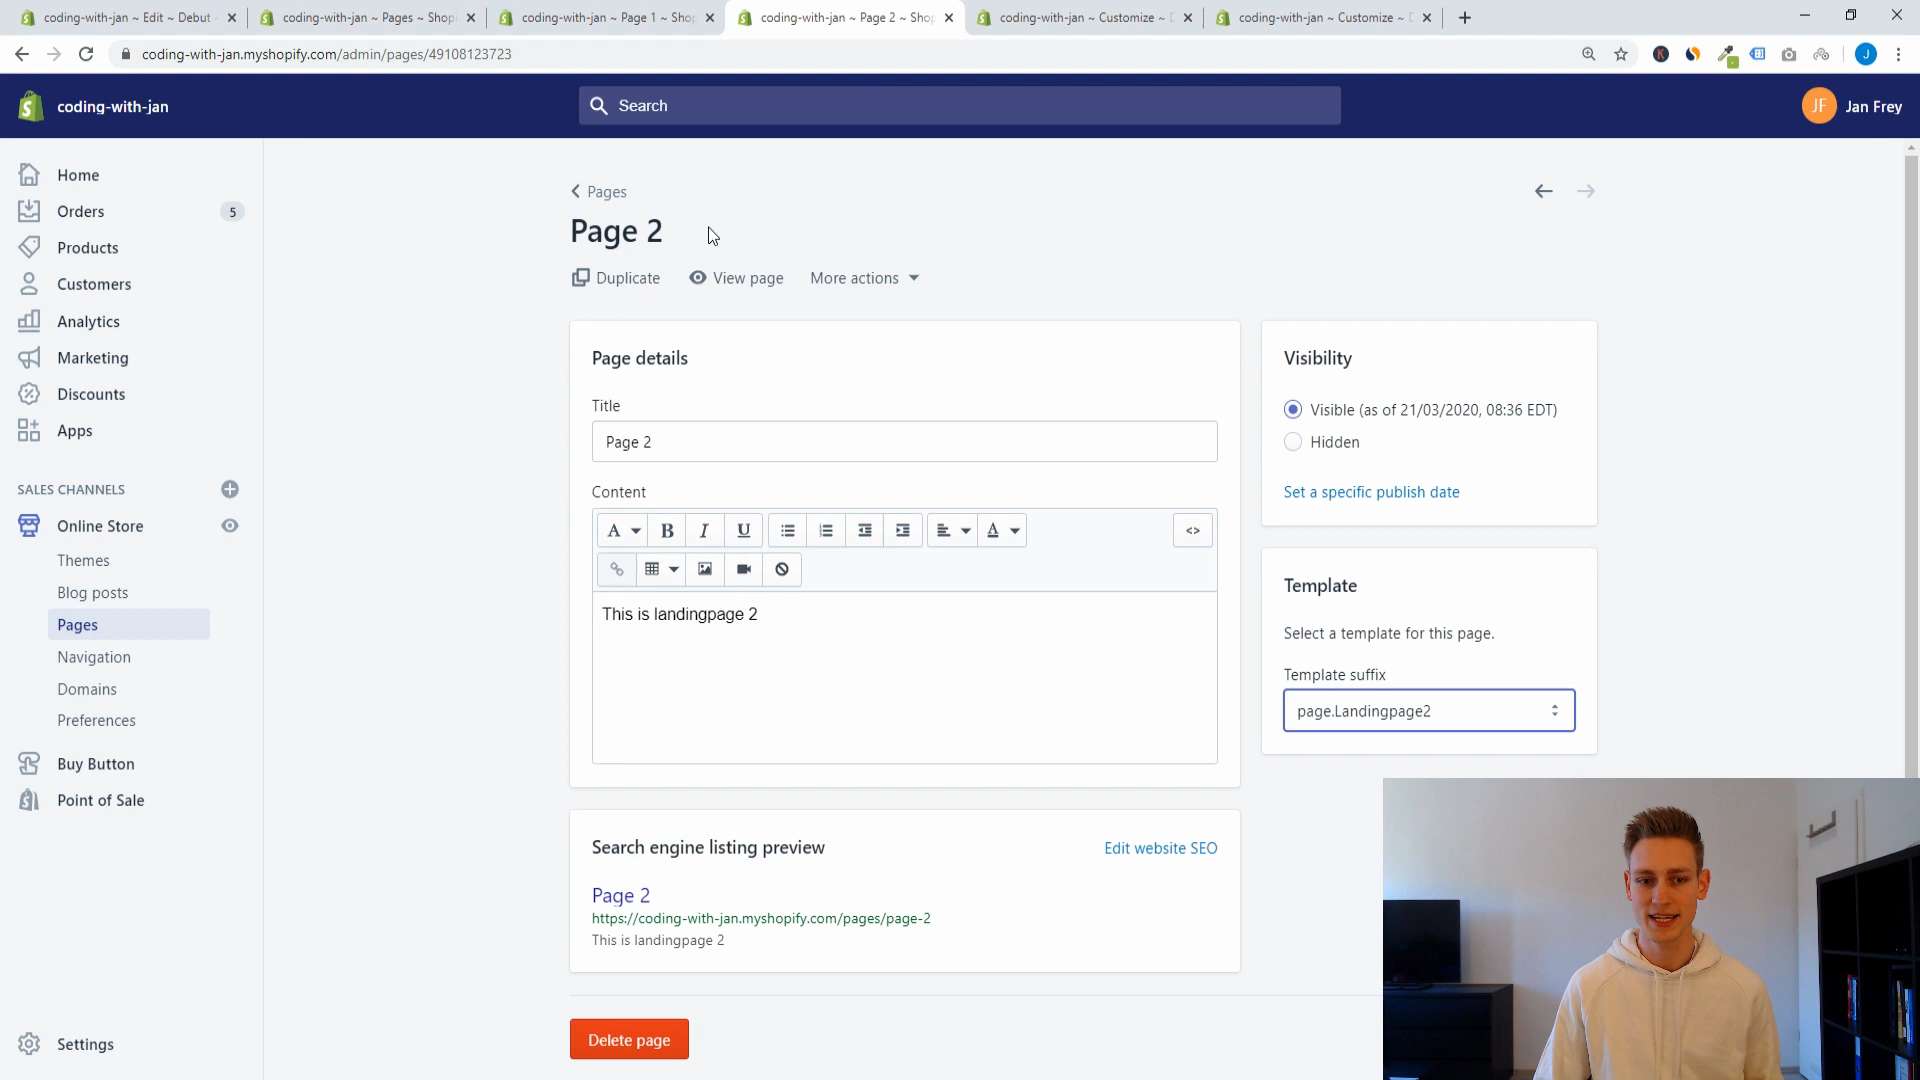 coding-with-jan ~ Edit ~ Debut
coding-with-jan ~ Pages ~ Shopi
coding-with-jan ~ Page 1 ~ Shop
coding-with-jan ~ Page 2 ~ Shop
coding-with-jan ~ Customize ~ D
coding-with-jan ~ Customize ~ D
coding-with-jan.myshopify.com/admin/pages/49108123723
K
J
coding-with-jan
Search
JF
Jan Frey
Home
Orders
5
Products
Customers
Analytics
Marketing
Discounts
Apps
SALES CHANNELS
Online Store
Themes
Blog posts
Pages
Navigation
Domains
Preferences
Buy Button
Point of Sale
Settings
Pages
Page 2
Duplicate
View page
More actions
Page details
Title
Page 2
Content
A
B
I
U
A
<>
This is landingpage 2
Search engine listing preview
Edit website SEO
Page 2
https://coding-with-jan.myshopify.com/pages/page-2
This is landingpage 2
Delete page
Visibility
Visible (as of 21/03/2020, 08:36 EDT)
Hidden
Set a specific publish date
Template
Select a template for this page.
Template suffix
page.Landingpage2